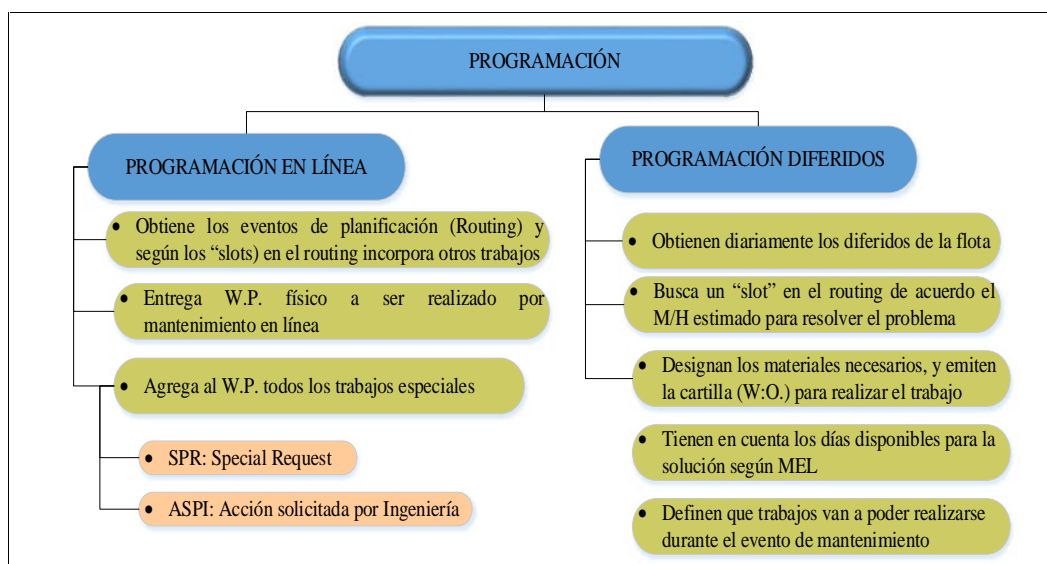 PROGRAMACIÓN
PROGRAMACIÓN EN LÍNEA
• Obtiene los eventos de planificación (Routing) y
según los “slots) en el routing incorpora otros trabajos
• Entrega W.P. físico a ser realizado por
mantenimiento en línea
• Agrega al W.P. todos los trabajos especiales
• SPR: Special Request
• ASPI: Acción solicitada por Ingeniería
PROGRAMACIÓN DIFERIDOS
• Obtienen diariamente los diferidos de la flota
• Busca un “slot” en el routing de acuerdo el
M/H estimado para resolver el problema
• Designan los materiales necesarios, y emiten
la cartilla (W:O.) para realizar el trabajo
• Tienen en cuenta los días disponibles para la
solución según MEL
• Definen que trabajos van a poder realizarse
durante el evento de mantenimiento